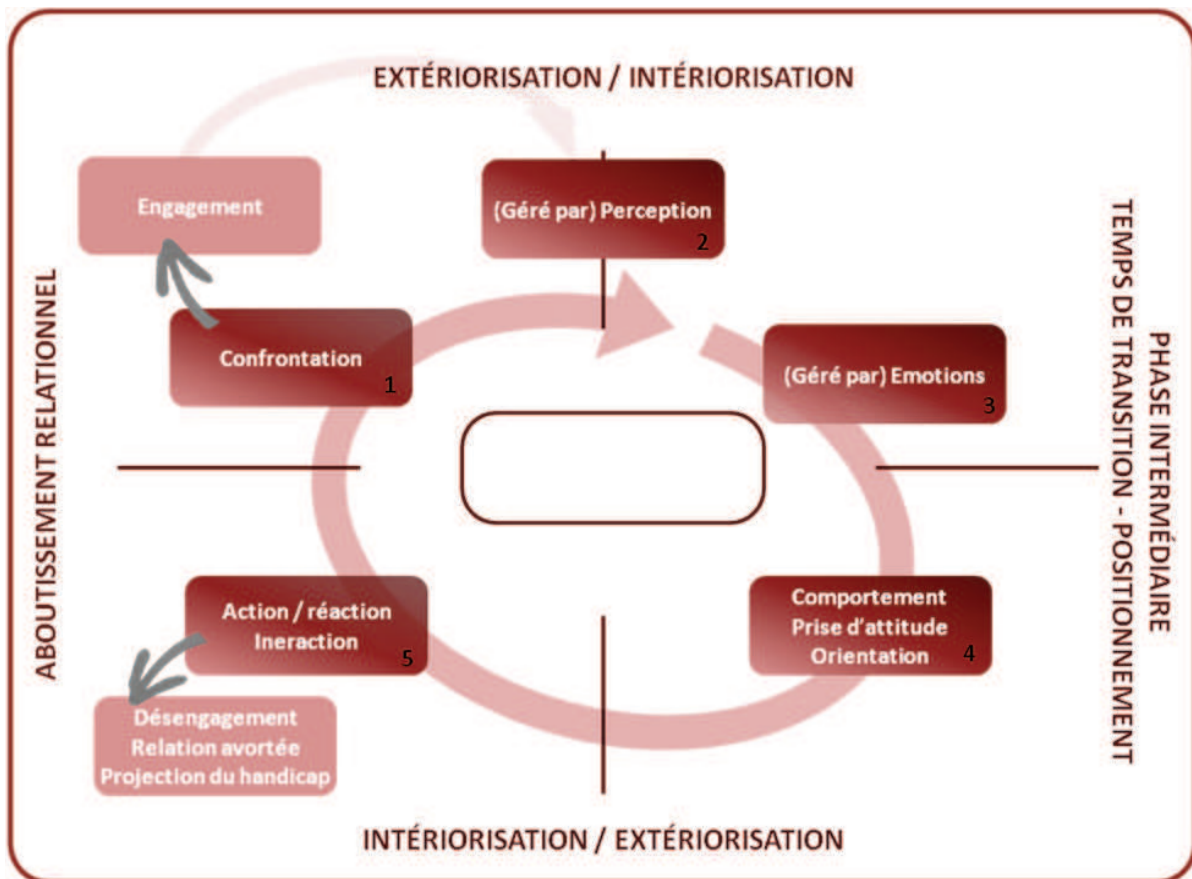 EXTÉRIORISATION / INTÉRIORISATION
Engagement
(Géré par) Perception
2
Confrontation
1
(Géré par) Emotions
3
ABOUTISSEMENT RELATIONNEL
PHASE INTERMÉDIAIRE
TEMPS DE TRANSITION - POSITIONNEMENT
Action / réaction
Ineraction
5
Comportement
Prise d'attitude
Orientation
4
Désengagement
Relation avortée
Projection du handicap
INTÉRIORISATION / EXTÉRIORISATION